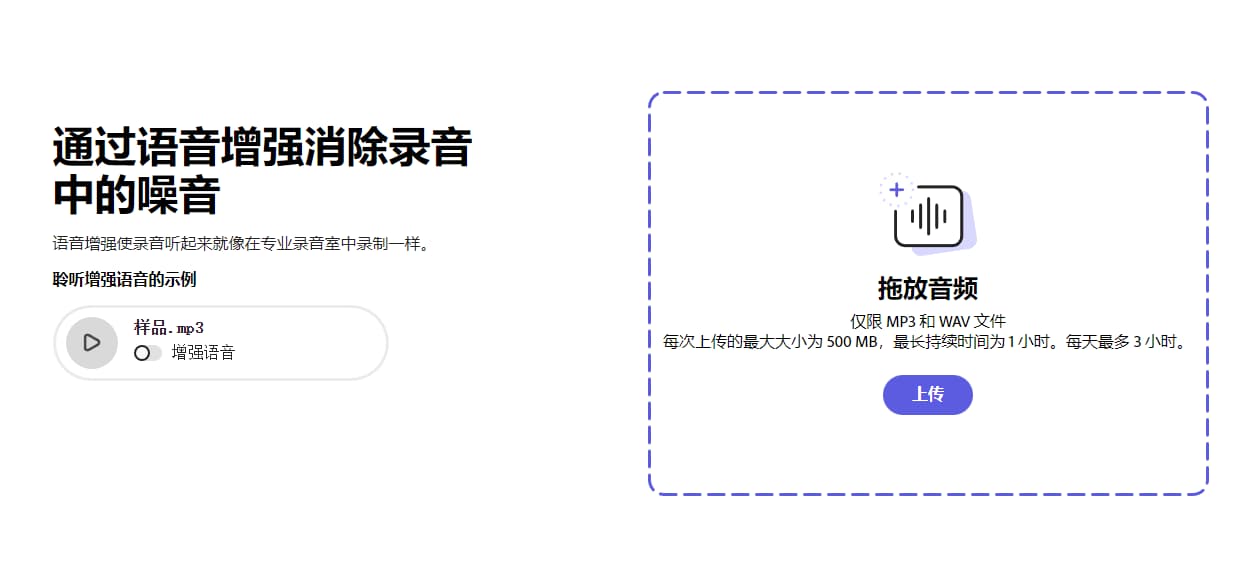 通过语音增强消除录音
中的噪音
语音增强使录音听起来就像在专业录音室中录制一样。
聆听增强语音的示例
样品.mp3
增强语音
拖放音频
仅限 MP3 和 WAV 文件
每次上传的最大大小为 500 MB，最长持续时间为 1 小时。每天最多 3 小时。
上传